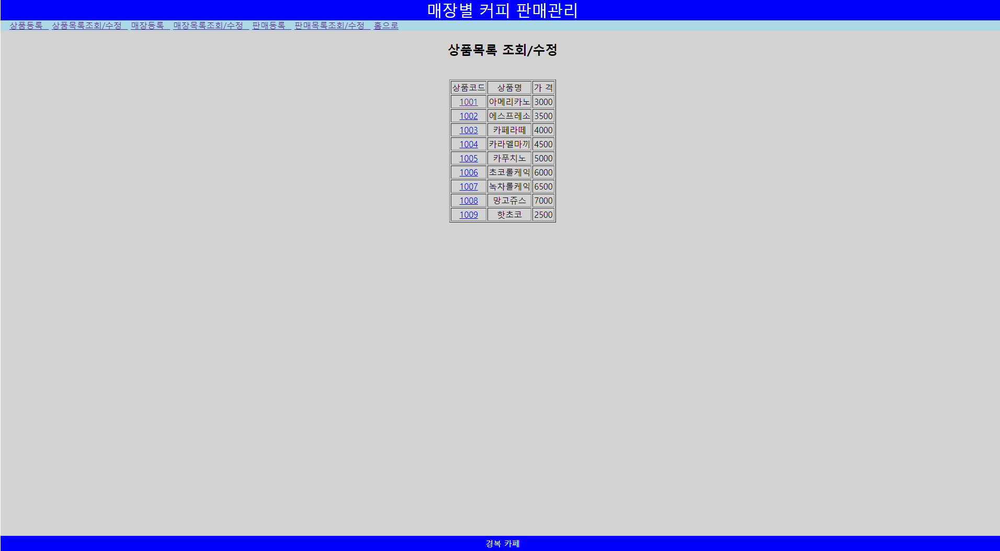 매장별 커피 판매관리
상품등록 상품목록조회/수정 매장등록 매장목록조회/수정 판매등록 판매목록조회/수정 홈으로
상품목록 조회/수정
상품코드 상품명 가 격
1001 아메리카노 3000
1002 에스프레소 3500
1003 카페라떼 4000
1004 카라멜마끼 4500
1005 카푸치노 5000
1006 초코롤케익 6000
1007 녹차롤케익 6500
1008 망고쥬스 7000
1009 핫초코 2500
경복 카페